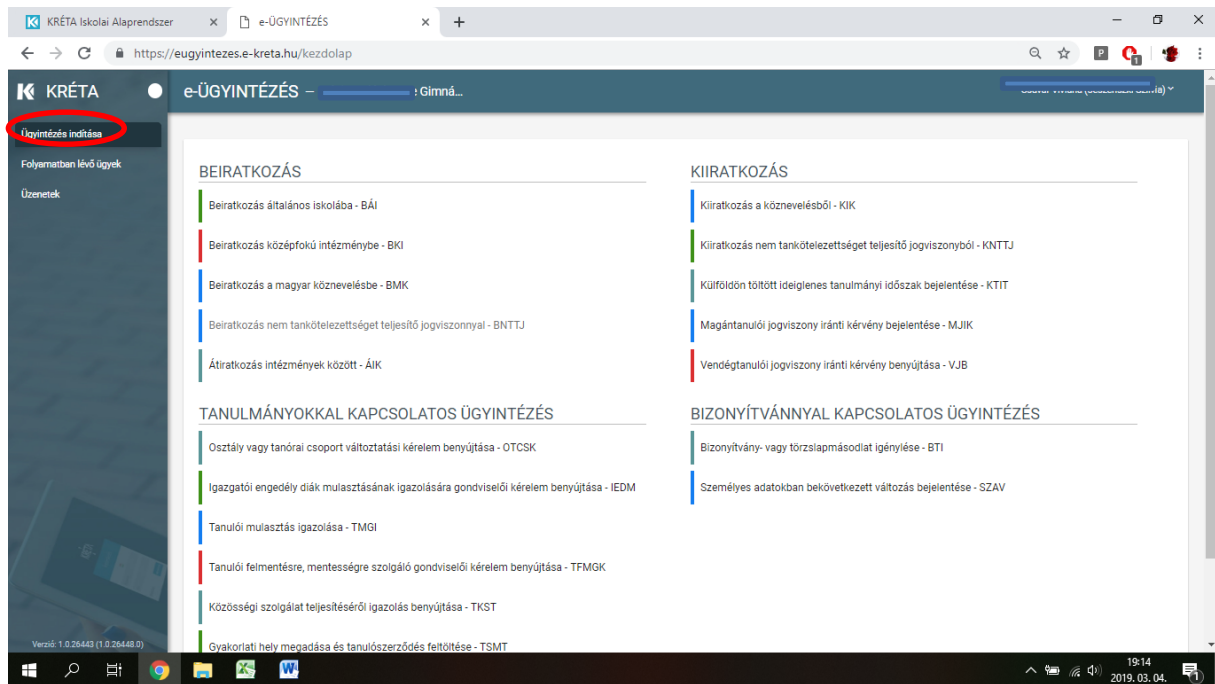 KRÉTA Iskolai Alaprendszer
e-ÜGYINTÉZÉS
https://eugyintezes.e-kreta.hu/kezdolap
KRÉTA
e-ÜGYINTÉZÉS –
Gimná...
Ügyintézés indítása
Folyamatban lévő ügyek
Üzenetek
BEIRATKOZÁS
Beiratkozás általános iskolába - BÁI
Beiratkozás középfokú intézménybe - BKI
Beiratkozás a magyar köznevelésbe - BMK
Beiratkozás nem tankötelezettséget teljesítő jogviszonnyal - BNTTJ
Átiratkozás intézmények között - ÁIK
KIIRATKOZÁS
Kiiratkozás a köznevelésből - KIK
Kiiratkozás nem tankötelezettséget teljesítő jogviszonyból - KNTTJ
Külföldön töltött ideiglenes tanulmányi időszak bejelentése - KTIT
Magántanulói jogviszony iránti kérvény bejelentése - MJIK
Vendégtanulói jogviszony iránti kérvény benyújtása - VJB
TANULMÁNYOKKAL KAPCSOLATOS ÜGYINTÉZÉS
Osztály vagy tanórai csoport változtatási kérelem benyújtása - OTCSK
Igazgatói engedély diák mulasztásának igazolására gondviselői kérelem benyújtása - IEDM
Tanulói mulasztás igazolása - TMGI
Tanulói felmentésre, mentességre szolgáló gondviselői kérelem benyújtása - TFMGK
Közösségi szolgálat teljesítéséről igazolás benyújtása - TKST
Gyakorlati hely megadása és tanulószerződés feltöltése - TSMT
BIZONYÍTVÁNNYAL KAPCSOLATOS ÜGYINTÉZÉS
Bizonyítvány- vagy törzslapmásodlat igénylése - BTI
Személyes adatokban bekövetkezett változás bejelentése - SZAV
Verzió: 1.0.26443 (1.0.26448.0)
19:14
2019. 03. 04.